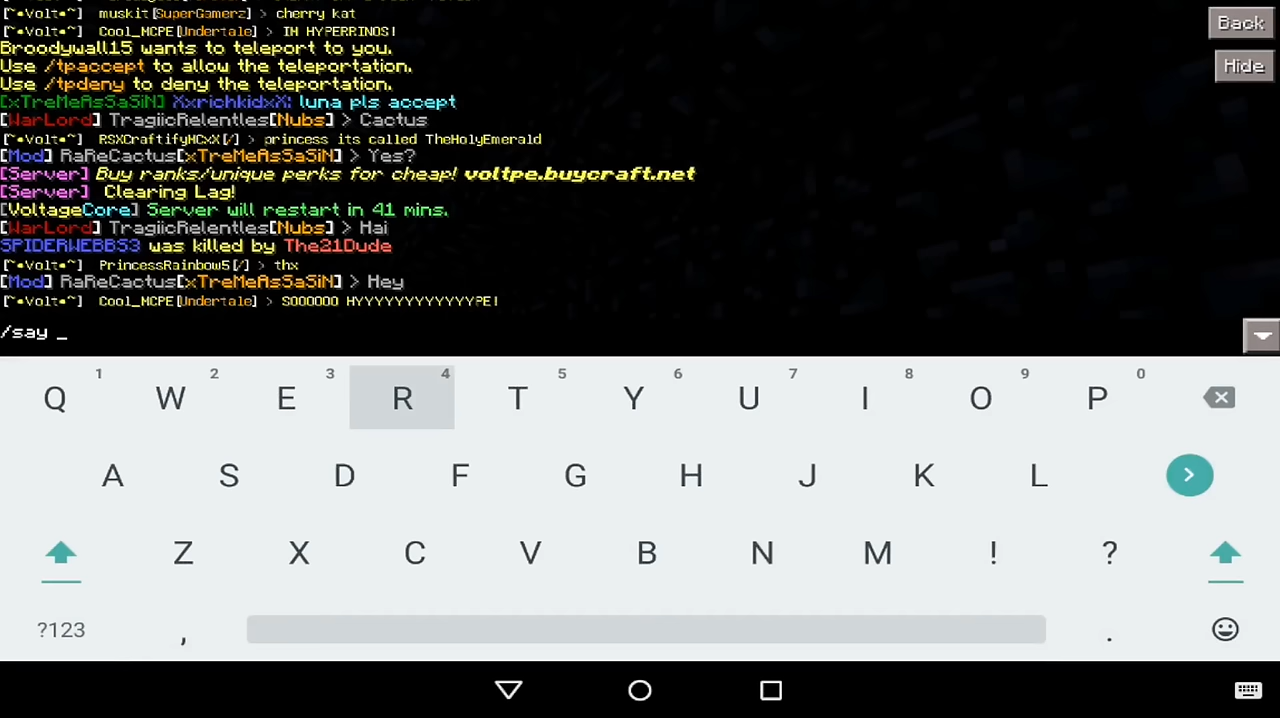 [~•Volt•~] muskit[SuperGamerz] > cherry kat
[~•Volt•~] Cool_MCPE[Undertale] > IM HYPERRINOS!
Broodywall15 wants to teleport to you.
Use /tpaccept to allow the teleportation.
Use /tpdeny to deny the teleportation.
[xTreMeAsSaSiN] XxrichkidxX: luna pls accept
[WarLord] TragiicRelentles[Nubs] > Cactus
[~•Volt•~] RSXCraftifyHCxX[/] > princess its called TheHolyEmerald
[Mod] RaReCactus[xTreMeAsSaSiN] > Yes?
[Server] Buy ranks/unique perks for cheap! voltpe.buycraft.net
[Server] Clearing Lag!
[VoltageCore] Server will restart in 41 mins.
[WarLord] TragiicRelentles[Nubs] > Hai
SPIDERWEBBS3 was killed by The21Dude
[~•Volt•~] PrincessRainbow5[/] > thx
[Mod] RaReCactus[xTreMeAsSaSiN] > Hey
[~•Volt•~] Cool_MCPE[Undertale] > SOOOOOO HYYYYYYYYYYYYPE!
/say _
Back
Hide
1 2 3 4 5 6 7 8 9 0
Q W E R T Y U I O P
A S D F G H J K L
Z X C V B N M ! ?
?123 , .